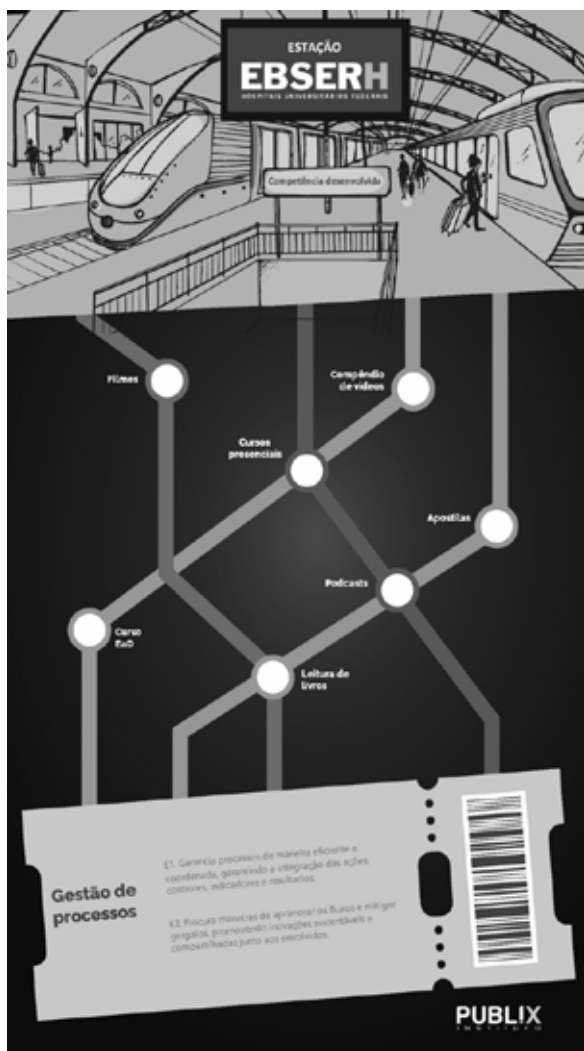 ESTAÇÃO
EBSERH
HOSPITAIS UNIVERSITÁRIOS FEDERAIS
Competência desenvolvida
Filmes
Compêndio
de vídeos
Cursos
presenciais
Apostilas
Podcasts
Curso
EaD
Leitura de
livros
Gestão de
processos
E1. Gerencia processos de maneira eficiente e
coordenada, garantindo a integração das ações,
controles, indicadores e resultados;
E2. Procura maneiras de aprimorar os fluxos e mitigar
gargalos, promovendo inovações sustentáveis e
compartilhadas junto aos envolvidos.
PUBL!X
INSTITUTO